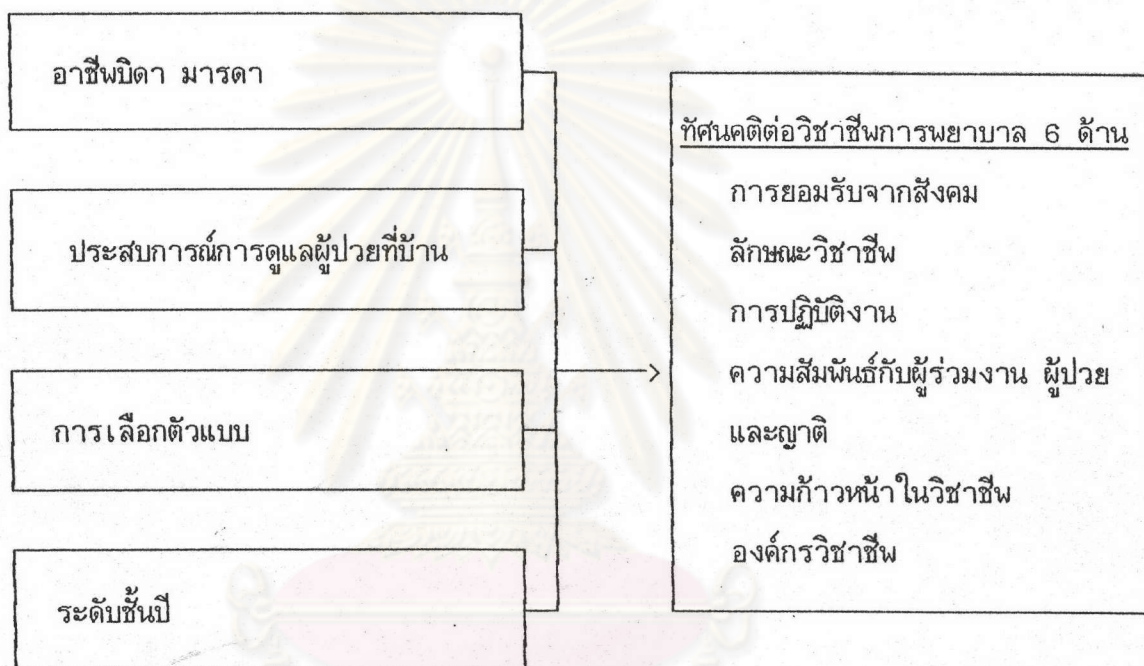 อาชีพบิดา มารดา
ประสบการณ์การดูแลผู้ป่วยที่บ้าน
การเลือกตัวแบบ
ระดับชั้นปี
ทัศนคติต่อวิชาชีพการพยาบาล 6 ด้าน
การยอมรับจากสังคม
ลักษณะวิชาชีพ
การปฏิบัติงาน
ความสัมพันธ์กับผู้ร่วมงาน ผู้ป่วย
และญาติ
ความก้าวหน้าในวิชาชีพ
องค์กรวิชาชีพ